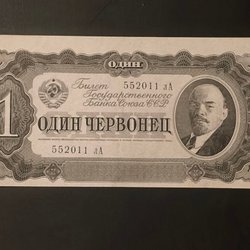 ОДИН
Билет
552011 лА
Государственного
Банка Союза ССР
1
ОДИН ЧЕРВОНЕЦ
552011 лА